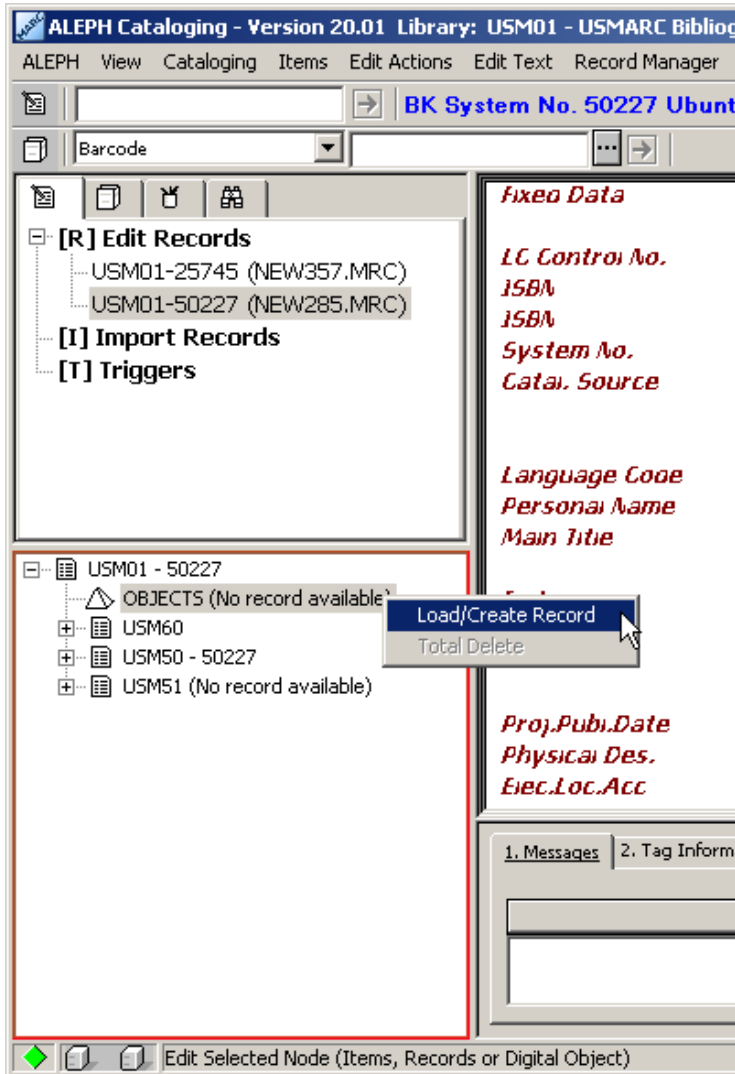 ALEPH Cataloging - Version 20.01 Library: USM01 - USMARC Bibliog
ALEPH View Cataloging Items Edit Actions Edit Text Record Manager
BK System No. 50227 Ubunt
Barcode
[R] Edit Records
USM01-25745 (NEW357.MRC)
USM01-50227 (NEW285.MRC)
[I] Import Records
[T] Triggers
Fixed Data
LC Control No.
ISBN
ISBN
System No.
Catal. Source
Language Code
Personal Name
Main Title
USM01 - 50227
OBJECTS (No record available)
USM60
USM50 - 50227
USM51 (No record available)
Load/Create Record
Total Delete
Proj.Publ.Date
Physical Des.
Elec.Loc.Acc
1. Messages 2. Tag Inform
Edit Selected Node (Items, Records or Digital Object)